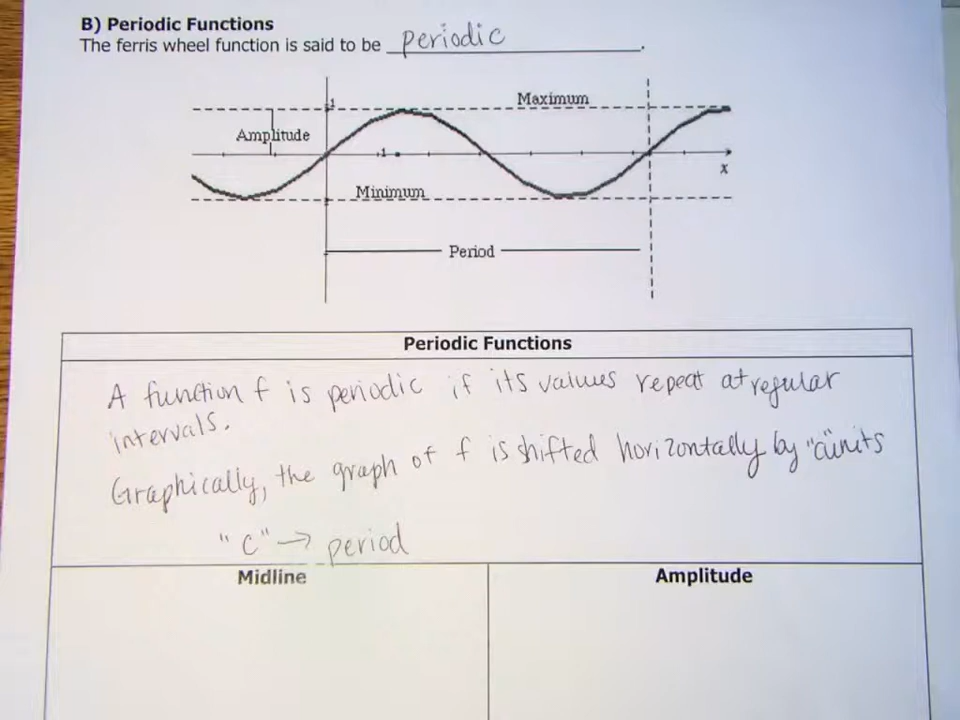 B) Periodic Functions
The ferris wheel function is said to be periodic.
1
Maximum
Amplitude
1
x
Minimum
Period
Periodic Functions
A function f is periodic if its values repeat at regular
intervals.
Graphically, the graph of f is shifted horizontally by "c" units
"c" → period
Midline
Amplitude